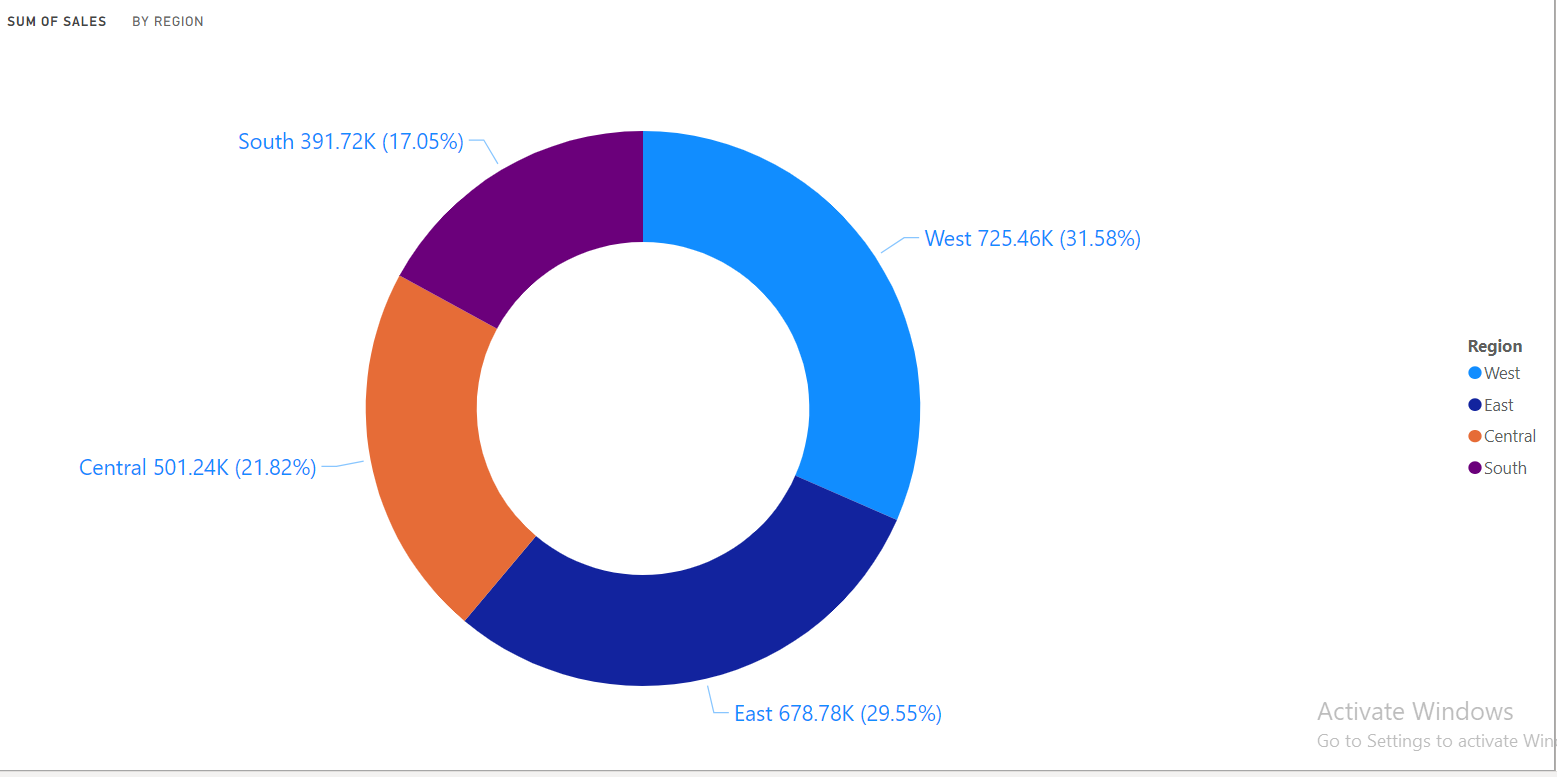 SUM OF SALES BY REGION
South 391.72K (17.05%)
West 725.46K (31.58%)
Central 501.24K (21.82%)
East 678.78K (29.55%)
Region
West
East
Central
South
Activate Windows
Go to Settings to activate Win